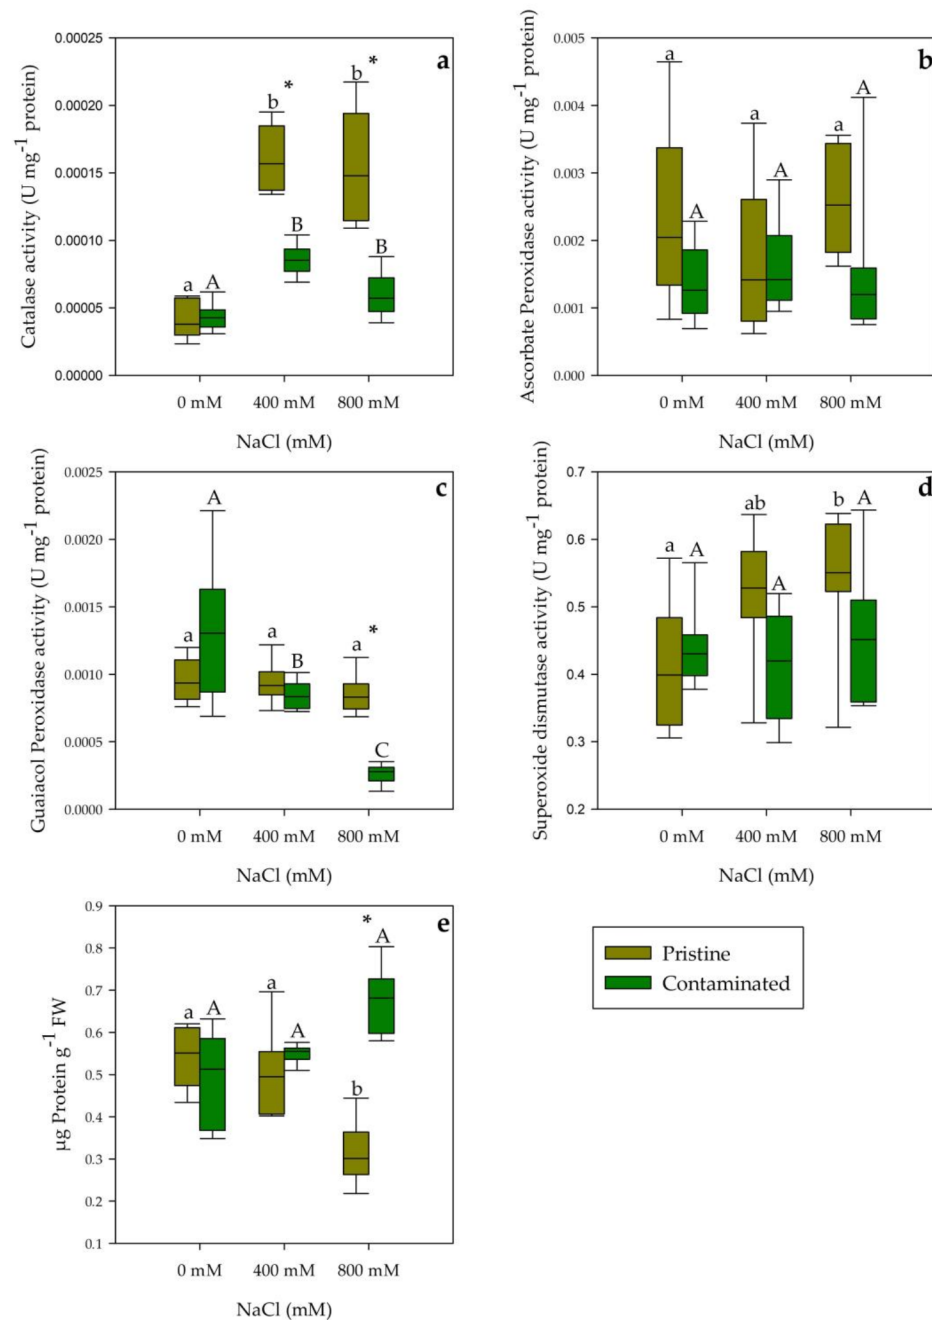 a
Catalase activity (U mg-1 protein)
0.00025
0.00020
0.00015
0.00010
0.00005
0.00000
a A
b * B
b * B
0 mM 400 mM 800 mM
NaCl (mM)
b
Ascorbate Peroxidase activity (U mg-1 protein)
0.005
0.004
0.003
0.002
0.001
0.000
a A
a A
a A
0 mM 400 mM 800 mM
NaCl (mM)
c
Guaiacol Peroxidase activity (U mg-1 protein)
0.0025
0.0020
0.0015
0.0010
0.0005
0.0000
a A
a B
a * C
0 mM 400 mM 800 mM
NaCl (mM)
d
Superoxide dismutase activity (U mg-1 protein)
0.7
0.6
0.5
0.4
0.3
0.2
a A
ab A
b A
0 mM 400 mM 800 mM
NaCl (mM)
e
µg Protein g-1 FW
0.9
0.8
0.7
0.6
0.5
0.4
0.3
0.2
0.1
a A
a A
b * A
0 mM 400 mM 800 mM
NaCl (mM)
Pristine
Contaminated